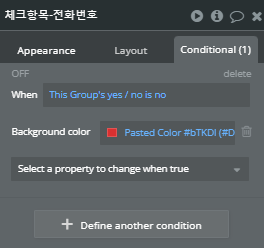 체크항목-전화번호
Appearance Layout Conditional (1)
OFF delete
When This Group's yes / no is no
Background color Pasted Color #bTKDI (#D
Select a property to change when true
+ Define another condition